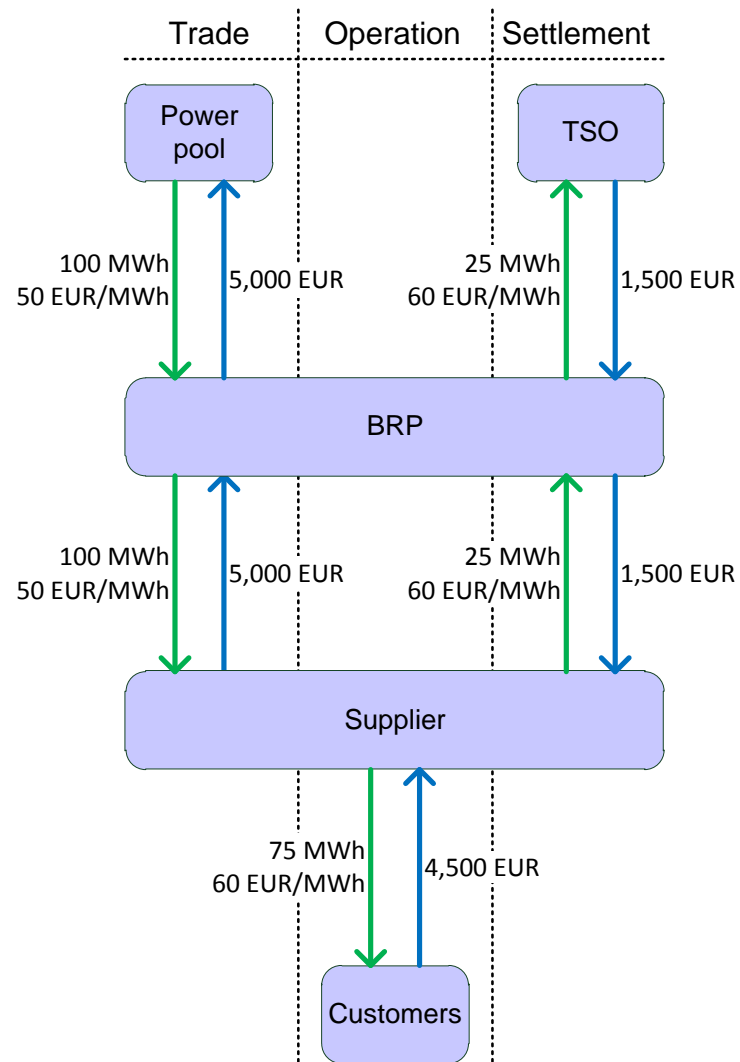 Trade
Operation
Settlement
Power
pool
TSO
100 MWh
50 EUR/MWh
5,000 EUR
25 MWh
60 EUR/MWh
1,500 EUR
BRP
100 MWh
50 EUR/MWh
5,000 EUR
25 MWh
60 EUR/MWh
1,500 EUR
Supplier
75 MWh
60 EUR/MWh
4,500 EUR
Customers